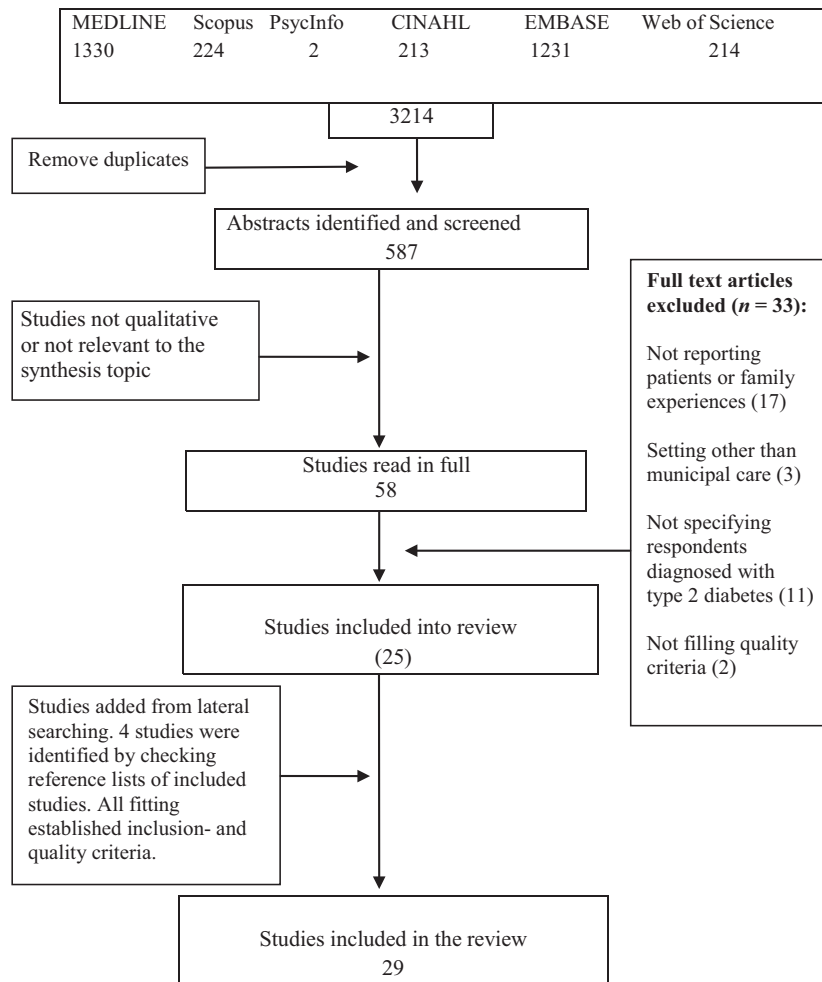 MEDLINE Scopus PsycInfo CINAHL EMBASE Web of Science
1330 224 2 213 1231 214
3214
Remove duplicates
Abstracts identified and screened
587
Full text articles
excluded (n = 33):
Not reporting
patients or family
experiences (17)
Setting other than
municipal care (3)
Not specifying
respondents
diagnosed with
type 2 diabetes (11)
Not filling quality
criteria (2)
Studies not qualitative
or not relevant to the
synthesis topic
Studies read in full
58
Studies included into review
(25)
Studies added from lateral
searching. 4 studies were
identified by checking
reference lists of included
studies. All fitting
established inclusion- and
quality criteria.
Studies included in the review
29